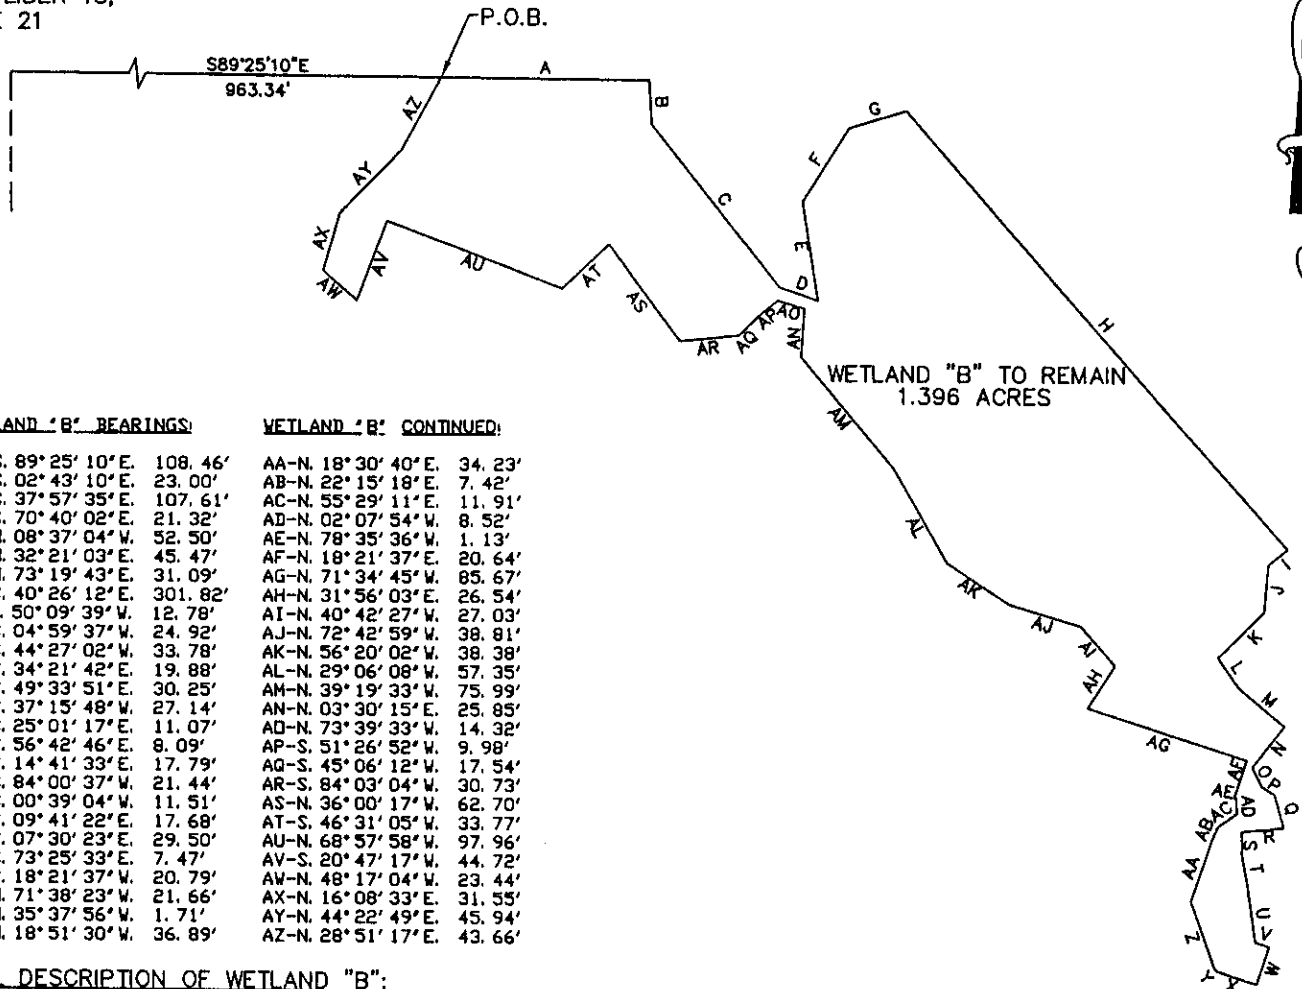 21
P.O.B.
S89°25'10"E
963.34'
A
B
C
D
E
F
G
H
I
J
K
L
M
N
O
P
Q
R
S
T
U
V
W
X
Y
Z
AA
AB
AC
AD
AE
AF
AG
AH
AI
AJ
AK
AL
AM
AN
AO
AP
AQ
AR
AS
AT
AU
AV
AW
AX
AY
AZ
WETLAND "B" TO REMAIN
1.396 ACRES
AND "B" BEARINGS:
. 89°25'10"E. 108.46'
. 02°43'10"E. 23.00'
. 37°57'35"E. 107.61'
. 70°40'02"E. 21.32'
. 08°37'04"W. 52.50'
. 32°21'03"E. 45.47'
. 73°19'43"E. 31.09'
. 40°26'12"E. 301.82'
. 50°09'39"W. 12.78'
. 04°59'37"W. 24.92'
. 44°27'02"W. 33.78'
. 34°21'42"E. 19.88'
. 49°33'51"E. 30.25'
. 37°15'48"W. 27.14'
. 25°01'17"E. 11.07'
. 56°42'46"E. 8.09'
. 14°41'33"E. 17.79'
. 84°00'37"W. 21.44'
. 00°39'04"W. 11.51'
. 09°41'22"E. 17.68'
. 07°30'23"E. 29.50'
. 73°25'33"E. 7.47'
. 18°21'37"W. 20.79'
. 71°38'23"W. 21.66'
. 35°37'56"W. 1.71'
. 18°51'30"W. 36.89'
WETLAND "B" CONTINUED:
AA-N. 18°30'40"E. 34.23'
AB-N. 22°15'18"E. 7.42'
AC-N. 55°29'11"E. 11.91'
AD-N. 02°07'54"W. 8.52'
AE-N. 78°35'36"W. 1.13'
AF-N. 18°21'37"E. 20.64'
AG-N. 71°34'45"W. 85.67'
AH-N. 31°56'03"E. 26.54'
AI-N. 40°42'27"W. 27.03'
AJ-N. 72°42'59"W. 38.81'
AK-N. 56°20'02"W. 38.38'
AL-N. 29°06'08"W. 57.35'
AM-N. 39°19'33"W. 75.99'
AN-N. 03°30'15"E. 25.85'
AO-N. 73°39'33"W. 14.32'
AP-S. 51°26'52"W. 9.98'
AQ-S. 45°06'12"W. 17.54'
AR-S. 84°03'04"W. 30.73'
AS-N. 36°00'17"W. 62.70'
AT-S. 46°31'05"W. 33.77'
AU-N. 68°57'58"W. 97.96'
AV-S. 20°47'17"W. 44.72'
AW-N. 48°17'04"W. 23.44'
AX-N. 16°08'33"E. 31.55'
AY-N. 44°22'49"E. 45.94'
AZ-N. 28°51'17"E. 43.66'
DESCRIPTION OF WETLAND "B":